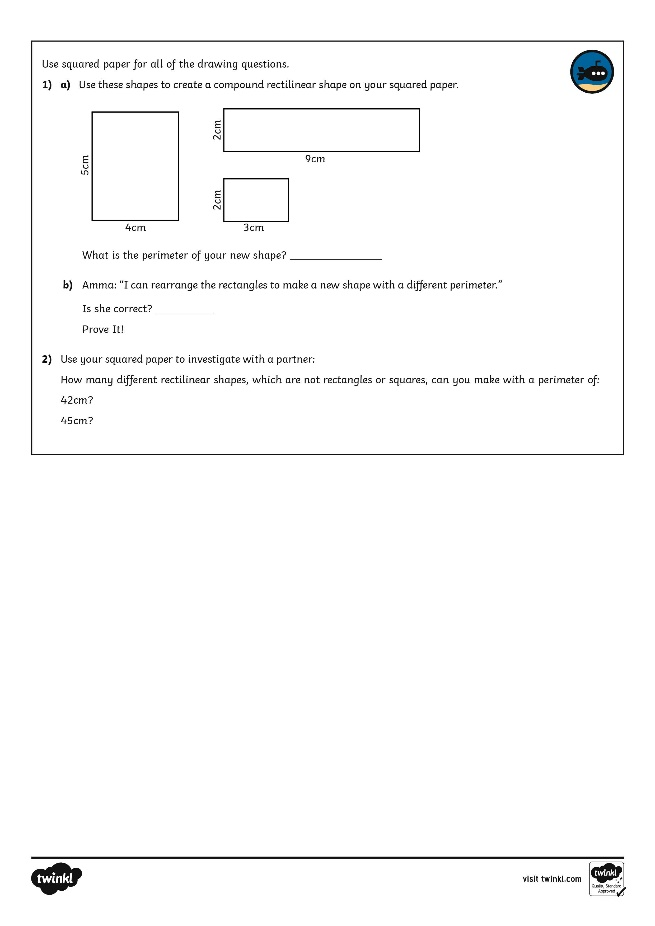 Use squared paper for all of the drawing questions.
1) a) Use these shapes to create a compound rectilinear shape on your squared paper.
5cm
4cm
2cm
9cm
2cm
3cm
What is the perimeter of your new shape? ________________
b) Amma: “I can rearrange the rectangles to make a new shape with a different perimeter.”
Is she correct?___________
Prove It!
2) Use your squared paper to investigate with a partner:
How many different rectilinear shapes, which are not rectangles or squares, can you make with a perimeter of:
42cm?
45cm?
twinkl
visit twinkl.com
twinkl
Quality Standard
Approved